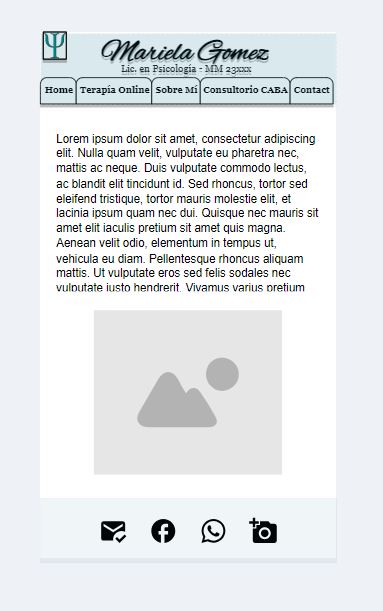 Ψ
Mariela Gomez
Lic. en Psicología - MM 23xxx
Home Terapia Online Sobre Mí Consultorio CABA Contact
Lorem ipsum dolor sit amet, consectetur adipiscing
elit. Nulla quam velit, vulputate eu pharetra nec,
mattis ac neque. Duis vulputate commodo lectus,
ac blandit elit tincidunt id. Sed rhoncus, tortor sed
eleifend tristique, tortor mauris molestie elit, et
lacinia ipsum quam nec dui. Quisque nec mauris sit
amet elit iaculis pretium sit amet quis magna.
Aenean velit odio, elementum in tempus ut,
vehicula eu diam. Pellentesque rhoncus aliquam
mattis. Ut vulputate eros sed felis sodales nec
vulputate justo hendrerit. Vivamus varius pretium